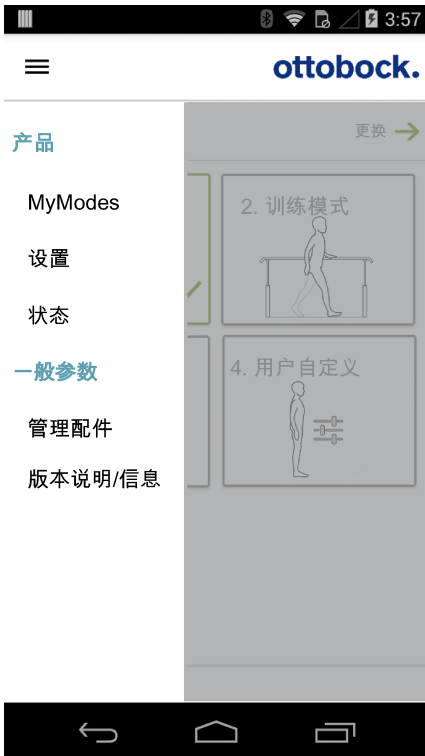 3:57
ottobock.
产品
更换
MyModes
2. 训练模式
设置
状态
一般参数
4. 用户自定义
管理配件
版本说明/信息